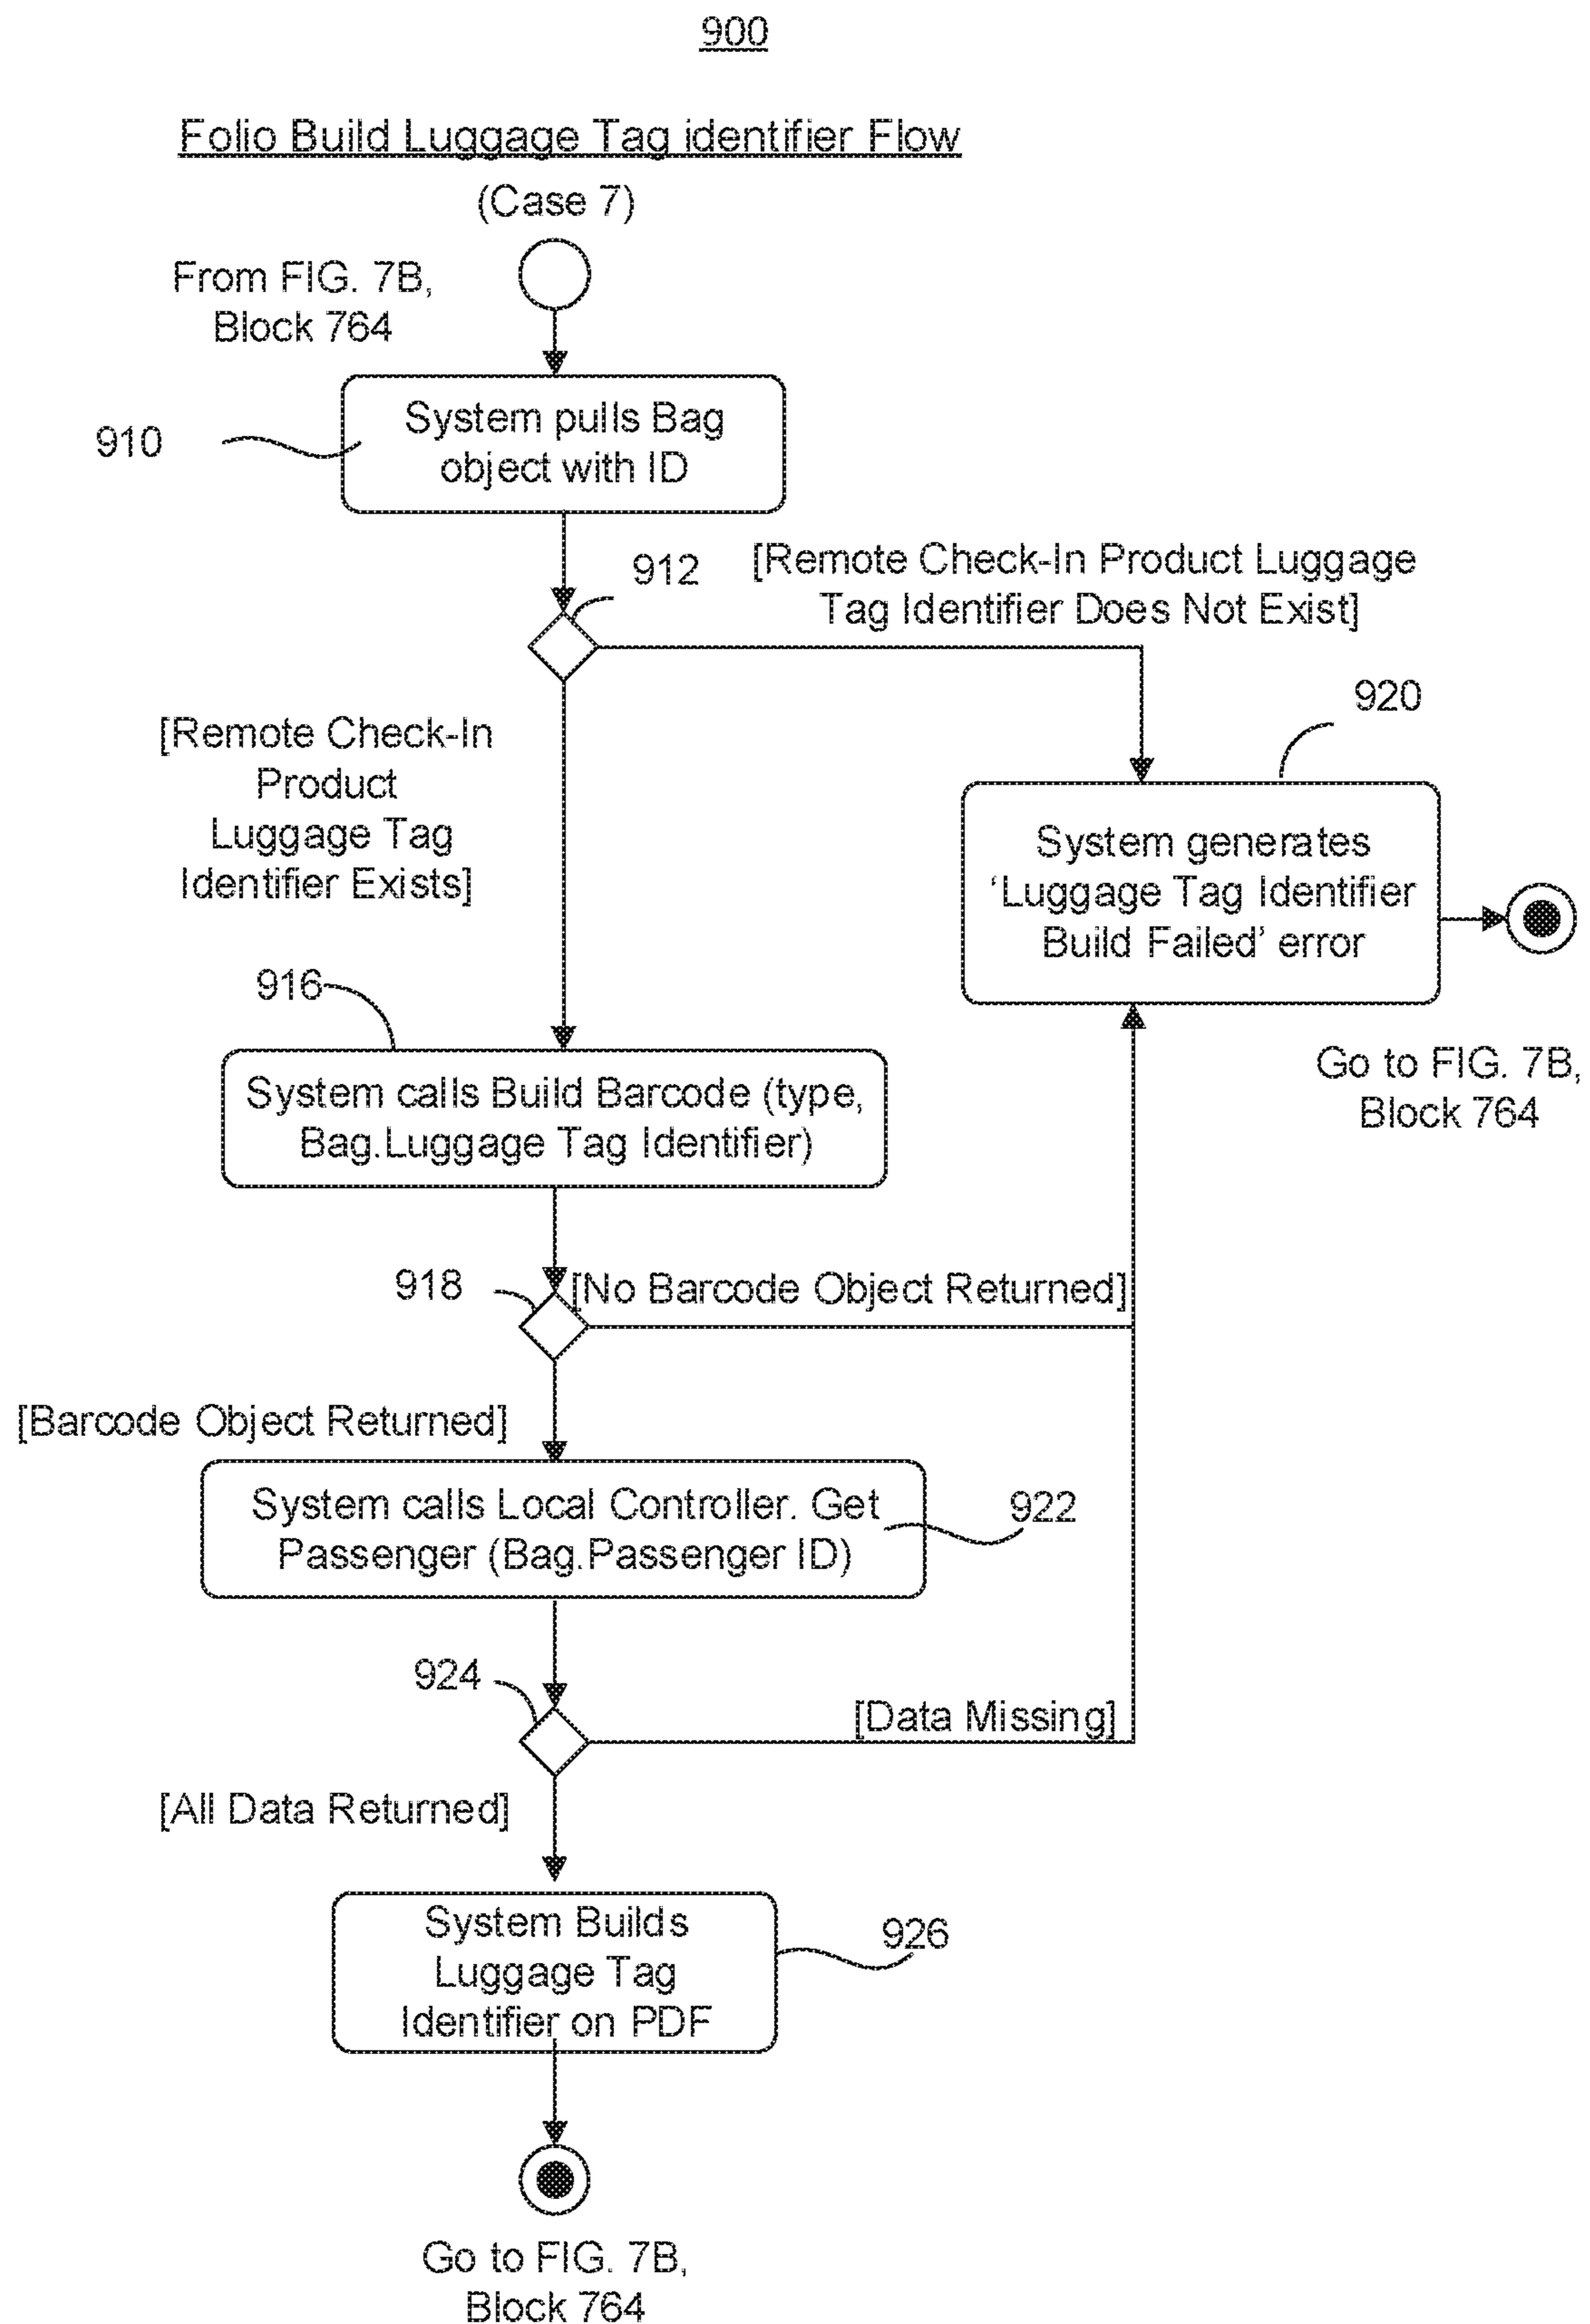 900
Folio Build Luggage Tag identifier Flow
(Case 7)
From FIG. 7B,
Block 764
System pulls Bag
object with ID
910
912
[Remote Check-In Product Luggage
Tag Identifier Does Not Exist]
[Remote Check-In
Product
Luggage Tag
Identifier Exists]
920
System generates
‘Luggage Tag Identifier
Build Failed’ error
Go to FIG. 7B,
Block 764
916
System calls Build Barcode (type,
Bag.Luggage Tag Identifier)
918
[No Barcode Object Returned]
[Barcode Object Returned]
System calls Local Controller. Get
Passenger (Bag.Passenger ID)
922
924
[Data Missing]
[All Data Returned]
System Builds
Luggage Tag
Identifier on PDF
926
Go to FIG. 7B,
Block 764